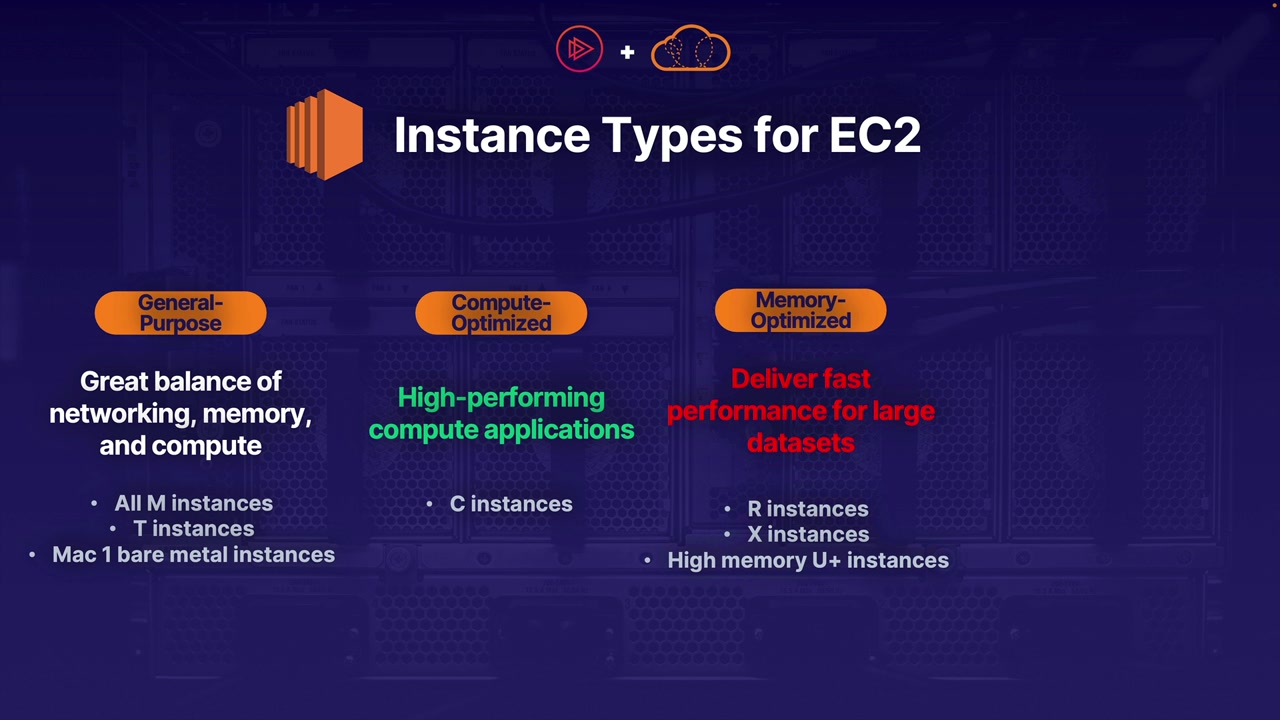 +
Instance Types for EC2
General-
Purpose
Great balance of
networking, memory,
and compute
• All M instances
• T instances
• Mac 1 bare metal instances
Compute-
Optimized
High-performing
compute applications
• C instances
Memory-
Optimized
Deliver fast
performance for large
datasets
• R instances
• X instances
• High memory U+ instances